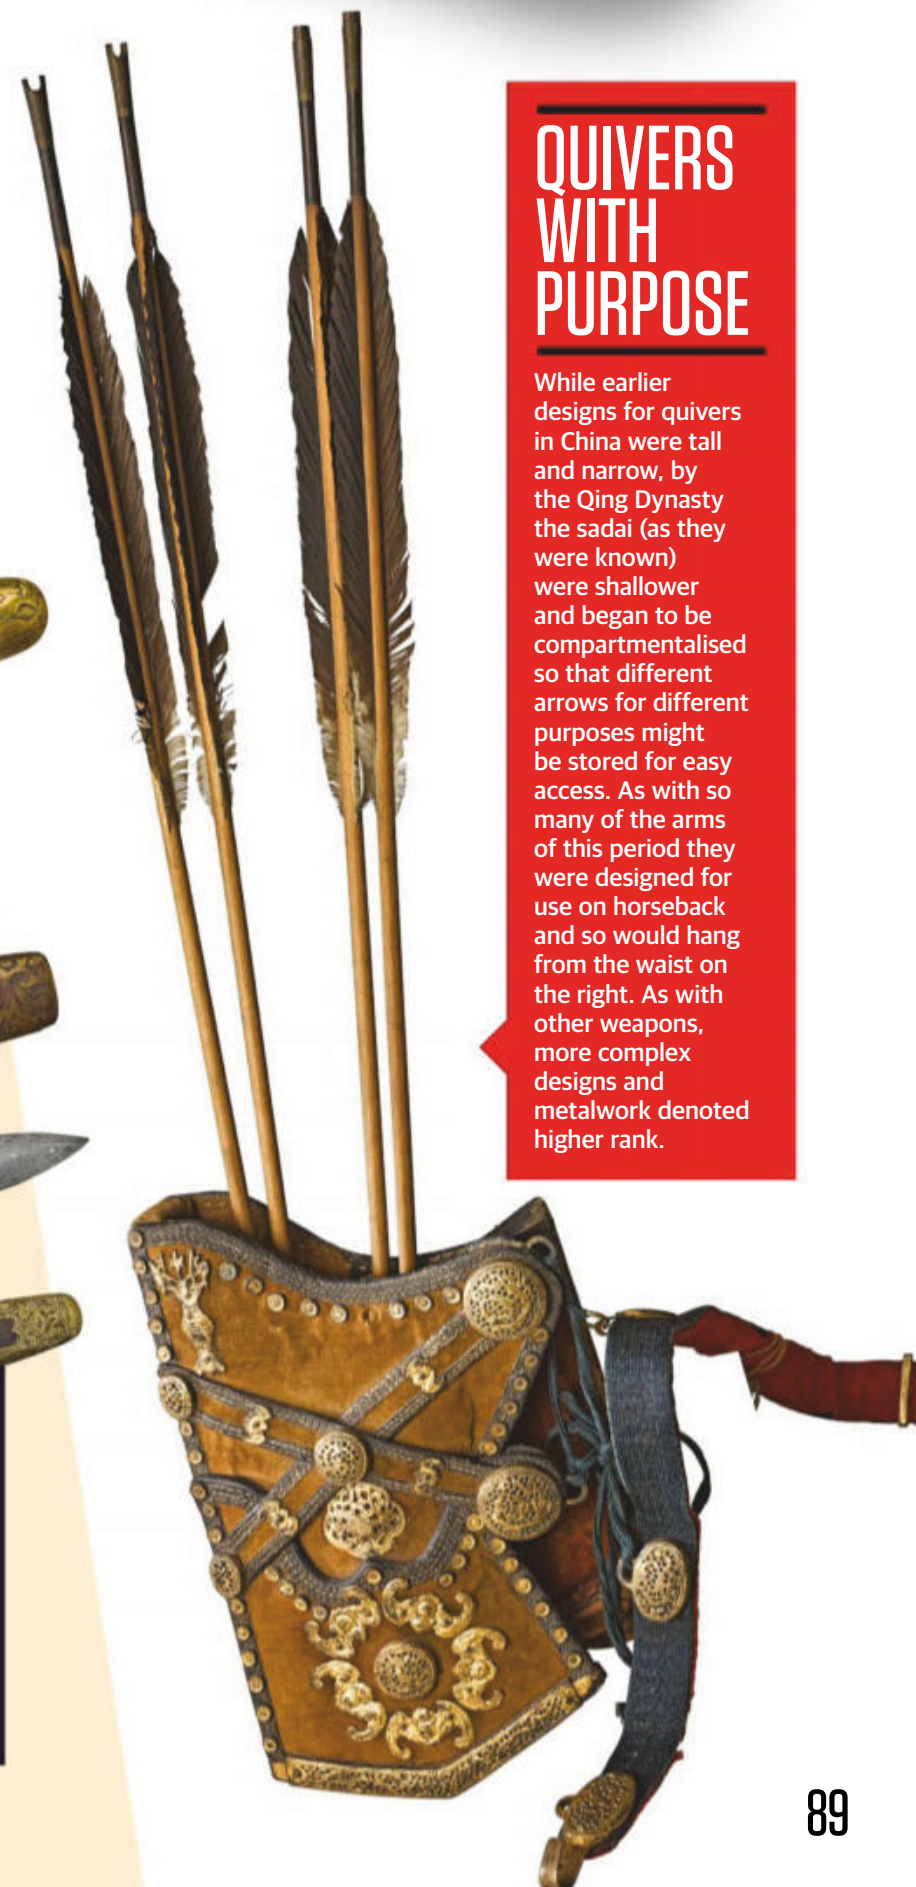 QUIVERS
WITH
PURPOSE
While earlier
designs for quivers
in China were tall
and narrow, by
the Qing Dynasty
the sadai (as they
were known)
were shallower
and began to be
compartmentalised
so that different
arrows for different
purposes might
be stored for easy
access. As with so
many of the arms
of this period they
were designed for
use on horseback
and so would hang
from the waist on
the right. As with
other weapons,
more complex
designs and
metalwork denoted
higher rank.
89